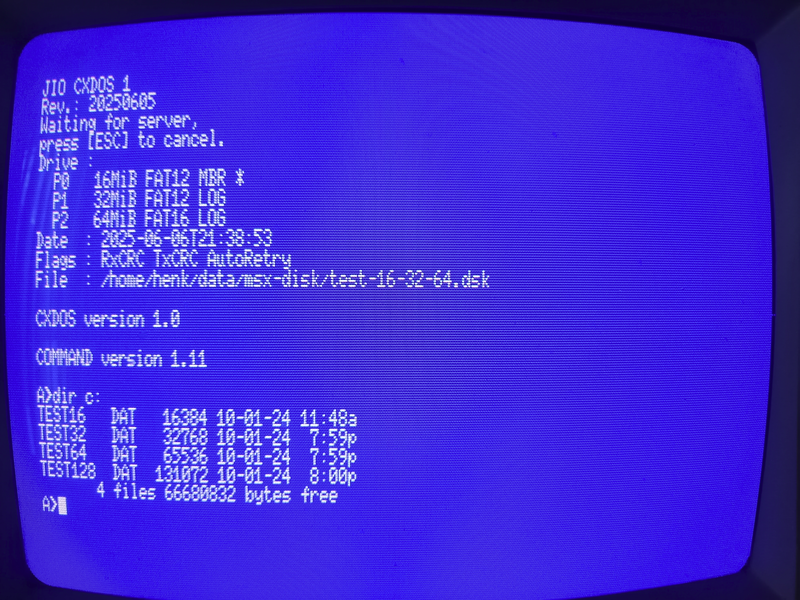 JIO CXDOS 1
Rev.: 20250605
Waiting for server,
press [ESC] to cancel.
Drive :
  P0   16MiB FAT12 MBR *
  P1   32MiB FAT12 LOG
  P2   64MiB FAT16 LOG
Date  : 2025-06-06T21:38:53
Flags : RxCRC TxCRC AutoRetry
File  : /home/henk/data/msx-disk/test-16-32-64.dsk
CXDOS version 1.0
COMMAND version 1.11
A>dir c:
TEST16   DAT   16384 10-01-24 11:48a
TEST32   DAT   32768 10-01-24  7:59p
TEST64   DAT   65536 10-01-24  7:59p
TEST128  DAT  131072 10-01-24  8:00p
       4 files 66680832 bytes free
A>